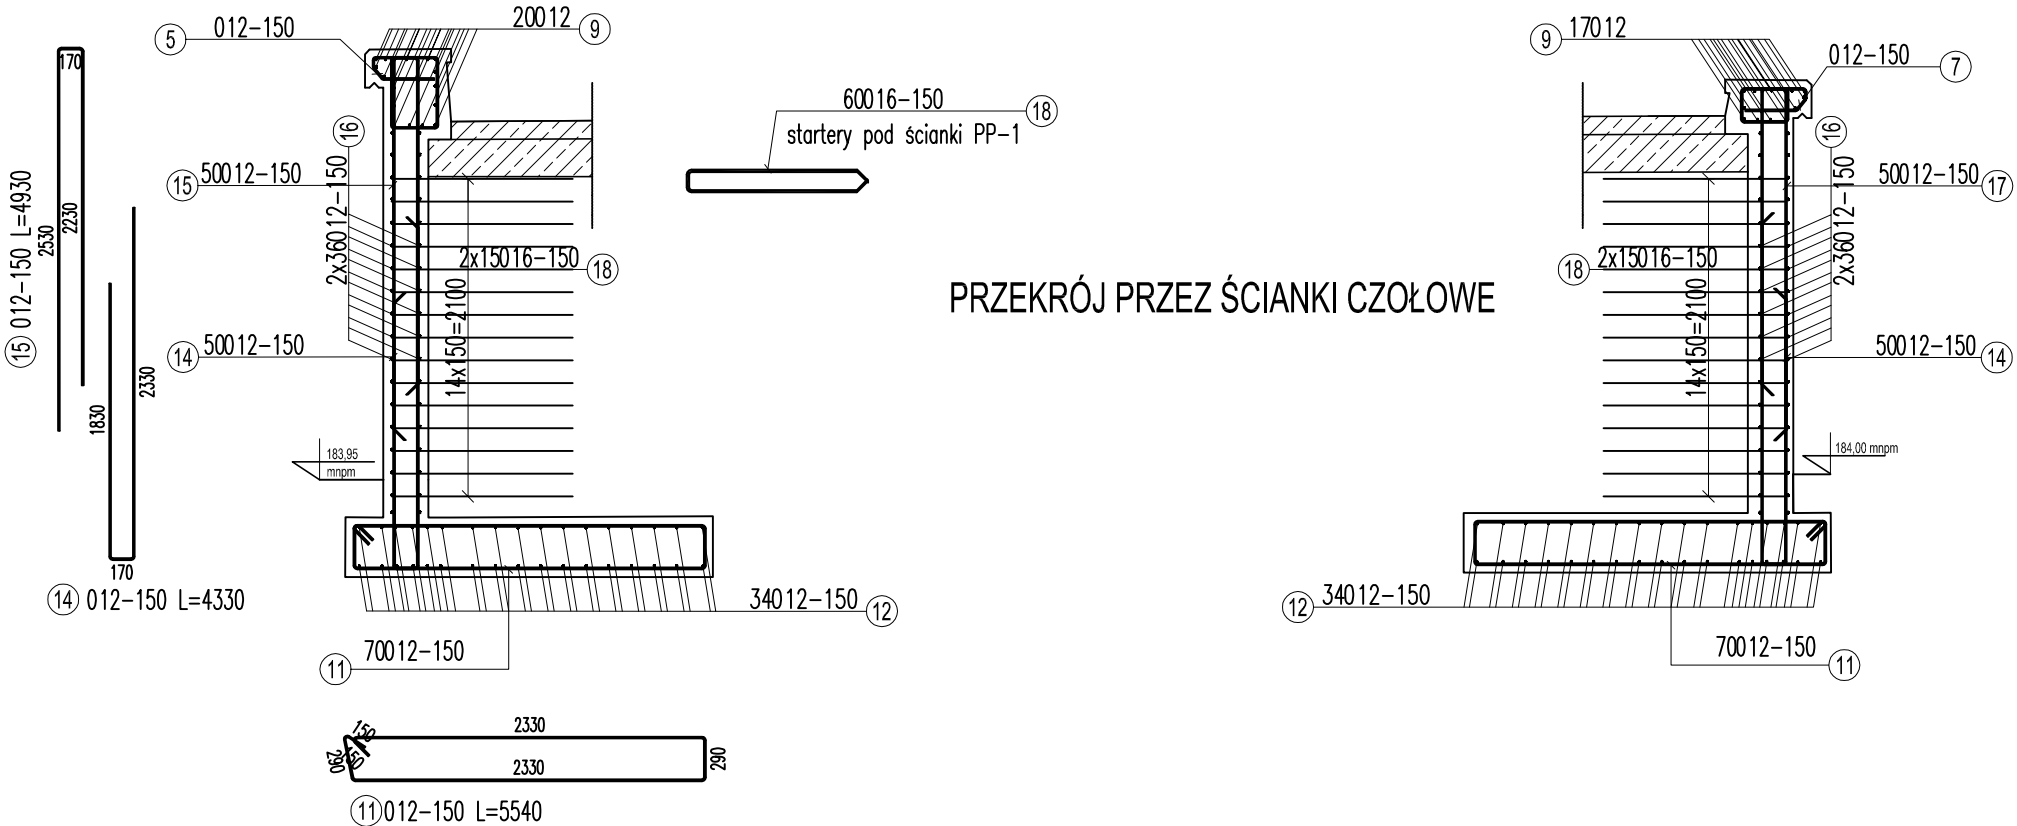 5 012-150
20012 9
170
60016-150 18
startery pod ścianki PP-1
9 17012
012-150 7
16
15 50012-150
2x36012-150
2530
2230
15 012-150 L=4930
2x15016-150 18
14x150=2100
14 50012-150
2330
1830
170
14 012-150 L=4330
183,95
mnpm
34012-150 12
70012-150
11
PRZEKRÓJ PRZEZ ŚCIANKI CZOŁOWE
16
50012-150 17
2x36012-150
18 2x15016-150
14x150=2100
50012-150 14
184,00 mnpm
12 34012-150
70012-150 11
150
2330
290
150
2330
290
11 012-150 L=5540